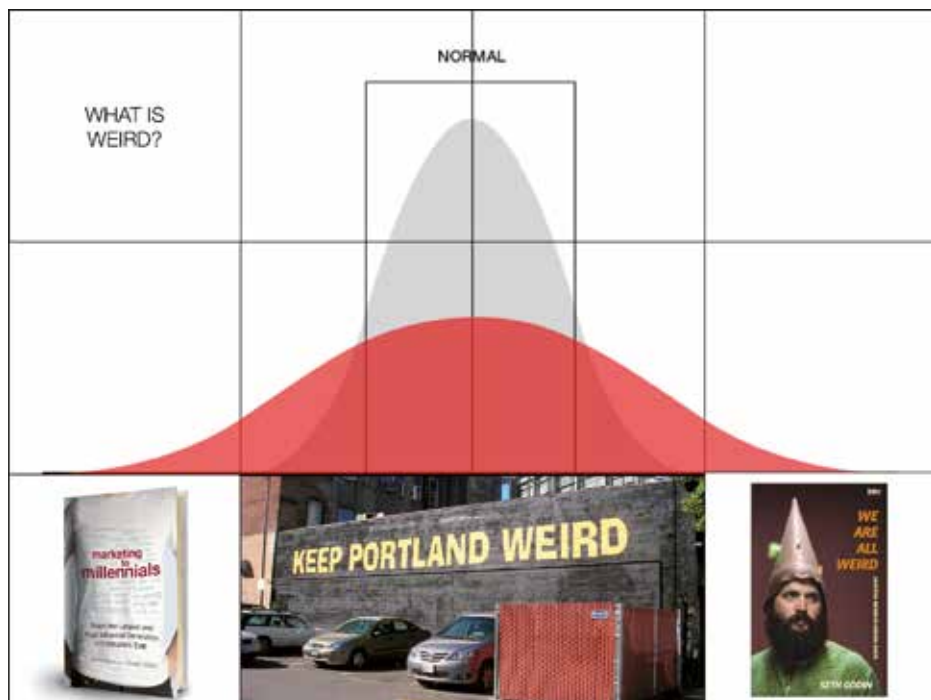 NORMAL
WHAT IS
WEIRD?
KEEP PORTLAND WEIRD
marketing
to
millennials
WE
ARE
ALL
WEIRD
SETH GODIN